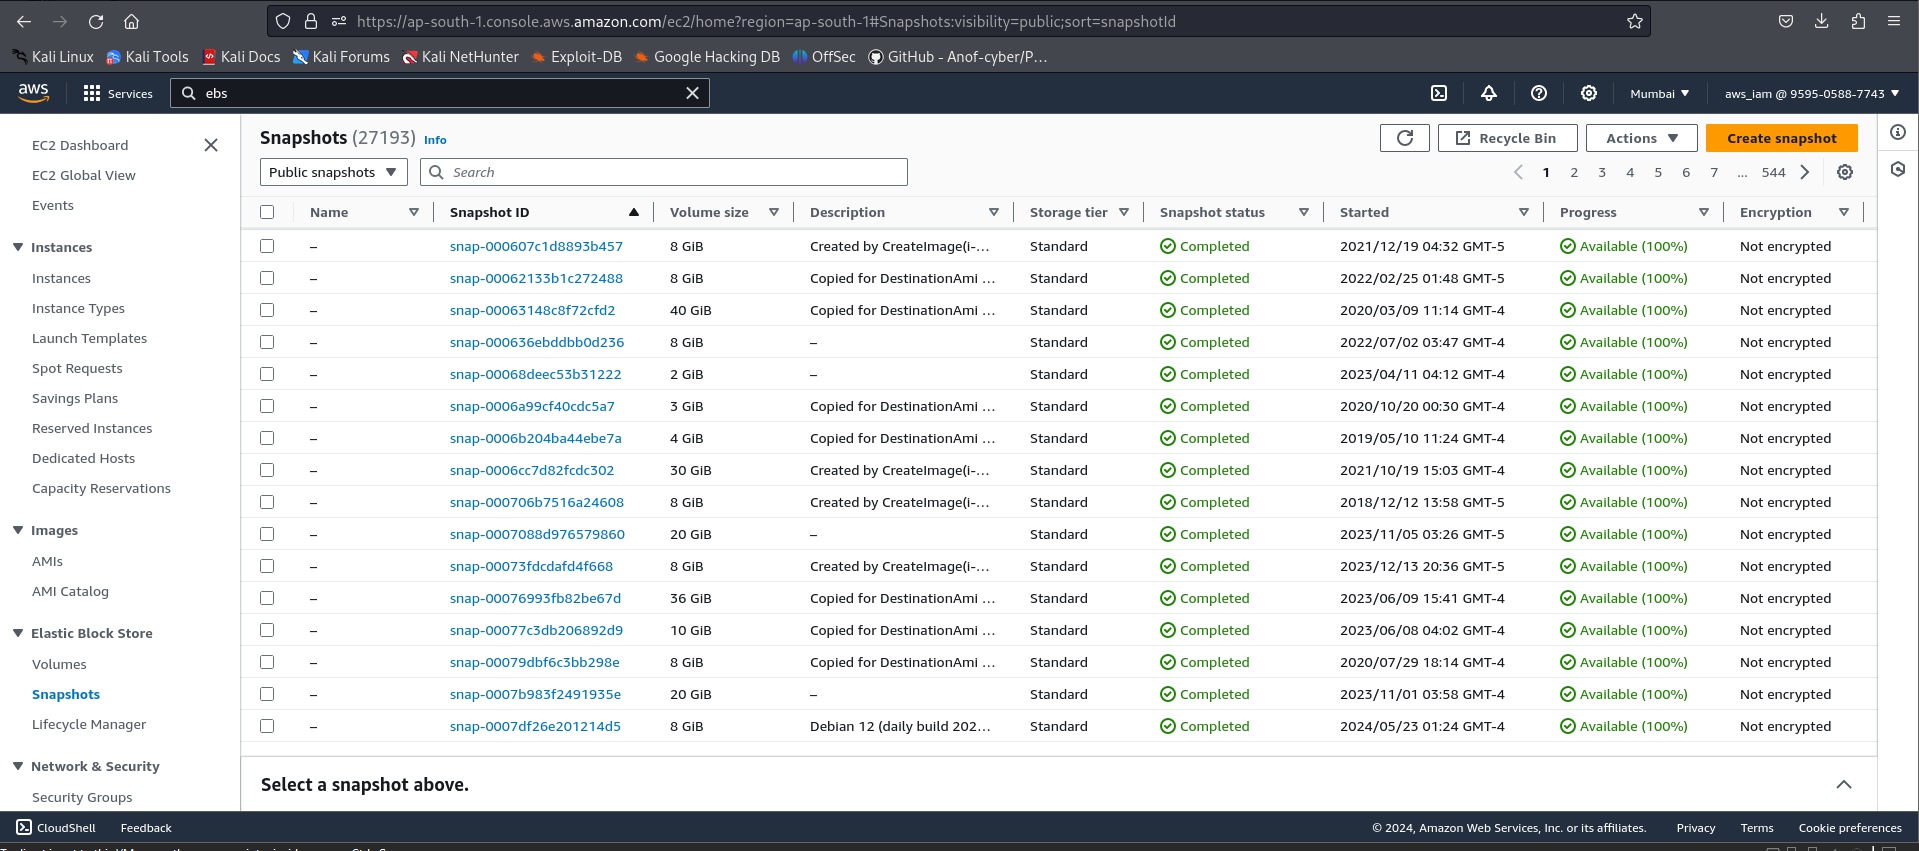 https://ap-south-1.console.aws.amazon.com/ec2/home?region=ap-south-1#Snapshots:visibility=public;sort=snapshotId
Kali Linux Kali Tools Kali Docs Kali Forums Kali NetHunter Exploit-DB Google Hacking DB OffSec GitHub - Anof-cyber/P…
aws Services ebs Mumbai aws_iam @ 9595-0588-7743
EC2 Dashboard
EC2 Global View
Events
Instances
Instances
Instance Types
Launch Templates
Spot Requests
Savings Plans
Reserved Instances
Dedicated Hosts
Capacity Reservations
Images
AMIs
AMI Catalog
Elastic Block Store
Volumes
Snapshots
Lifecycle Manager
Network & Security
Security Groups
Snapshots (27193) Info Recycle Bin Actions Create snapshot
Public snapshots Search 1 2 3 4 5 6 7 ... 544
Name Snapshot ID Volume size Description Storage tier Snapshot status Started Progress Encryption
– snap-000607c1d8893b457 8 GiB Created by CreateImage(i-… Standard Completed 2021/12/19 04:32 GMT-5 Available (100%) Not encrypted
– snap-00062133b1c272488 8 GiB Copied for DestinationAmi … Standard Completed 2022/02/25 01:48 GMT-5 Available (100%) Not encrypted
– snap-00063148c8f72cfd2 40 GiB Copied for DestinationAmi … Standard Completed 2020/03/09 11:14 GMT-4 Available (100%) Not encrypted
– snap-000636ebddbb0d236 8 GiB – Standard Completed 2022/07/02 03:47 GMT-4 Available (100%) Not encrypted
– snap-00068deec53b31222 2 GiB – Standard Completed 2023/04/11 04:12 GMT-4 Available (100%) Not encrypted
– snap-0006a99cf40cdc5a7 3 GiB Copied for DestinationAmi … Standard Completed 2020/10/20 00:30 GMT-4 Available (100%) Not encrypted
– snap-0006b204ba44ebe7a 4 GiB Copied for DestinationAmi … Standard Completed 2019/05/10 11:24 GMT-4 Available (100%) Not encrypted
– snap-0006cc7d82fcdc302 30 GiB Created by CreateImage(i-… Standard Completed 2021/10/19 15:03 GMT-4 Available (100%) Not encrypted
– snap-000706b7516a24608 8 GiB Created by CreateImage(i-… Standard Completed 2018/12/12 13:58 GMT-5 Available (100%) Not encrypted
– snap-0007088d976579860 20 GiB – Standard Completed 2023/11/05 03:26 GMT-5 Available (100%) Not encrypted
– snap-00073fdcdafd4f668 8 GiB Created by CreateImage(i-… Standard Completed 2023/12/13 20:36 GMT-5 Available (100%) Not encrypted
– snap-00076993fb82be67d 36 GiB Copied for DestinationAmi … Standard Completed 2023/06/09 15:41 GMT-4 Available (100%) Not encrypted
– snap-00077c3db206892d9 10 GiB Copied for DestinationAmi … Standard Completed 2023/06/08 04:02 GMT-4 Available (100%) Not encrypted
– snap-00079dbf6c3bb298e 8 GiB Copied for DestinationAmi … Standard Completed 2020/07/29 18:14 GMT-4 Available (100%) Not encrypted
– snap-0007b983f2491935e 20 GiB – Standard Completed 2023/11/01 03:58 GMT-4 Available (100%) Not encrypted
– snap-0007df26e201214d5 8 GiB Debian 12 (daily build 202… Standard Completed 2024/05/23 01:24 GMT-4 Available (100%) Not encrypted
Select a snapshot above.
CloudShell Feedback © 2024, Amazon Web Services, Inc. or its affiliates. Privacy Terms Cookie preferences